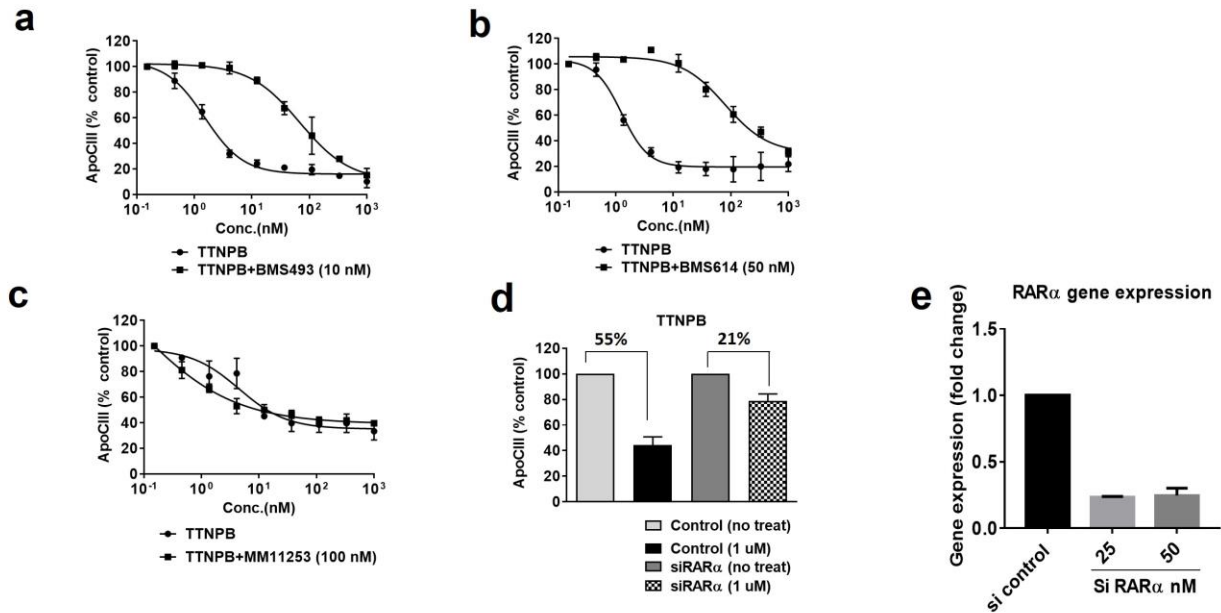 a
120
100
80
60
40
20
0
ApoCIII (% control)
10-1 100 101 102 103
Conc.(nM)
TTNPB
TTNPB+BMS493 (10 nM)
b
120
100
80
60
40
20
0
ApoCIII (% control)
10-1 100 101 102 103
Conc.(nM)
TTNPB
TTNPB+BMS614 (50 nM)
c
120
100
80
60
40
20
0
ApoCIII (% control)
10-1 100 101 102 103
Conc.(nM)
TTNPB
TTNPB+MM11253 (100 nM)
d
TTNPB
55% 21%
120
100
80
60
40
20
0
ApoCIII (% control)
Control (no treat)
Control (1 uM)
siRARα (no treat)
siRARα (1 uM)
e
RARα gene expression
1.5
1.0
0.5
0.0
Gene expression (fold change)
si control 25 50
Si RARα nM